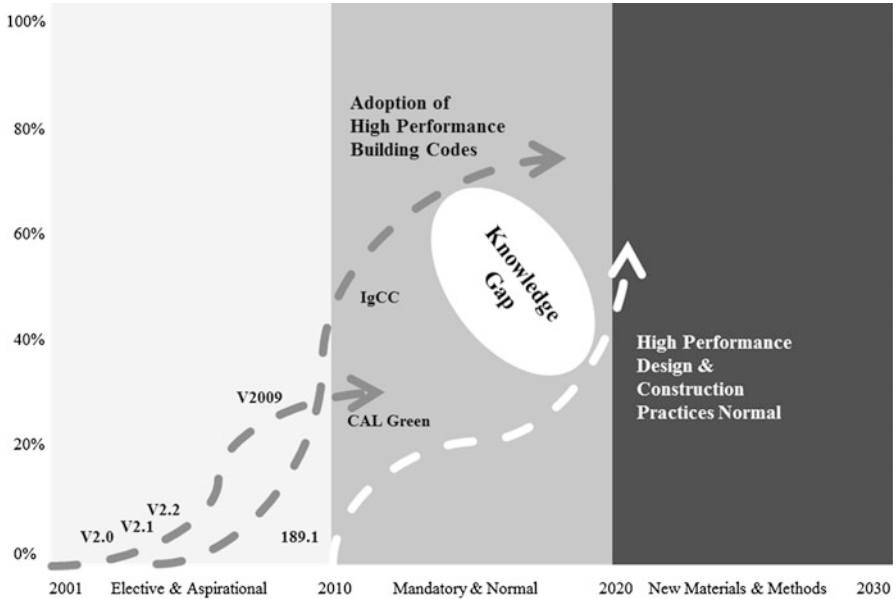 100%
80%
60%
40%
20%
0%
Adoption of
High Performance
Building Codes
Knowledge
Gap
IgCC
V2009
CAL Green
V2.2
V2.1
V2.0
189.1
High Performance
Design &
Construction
Practices Normal
2001 Elective & Aspirational 2010 Mandatory & Normal 2020 New Materials & Methods 2030